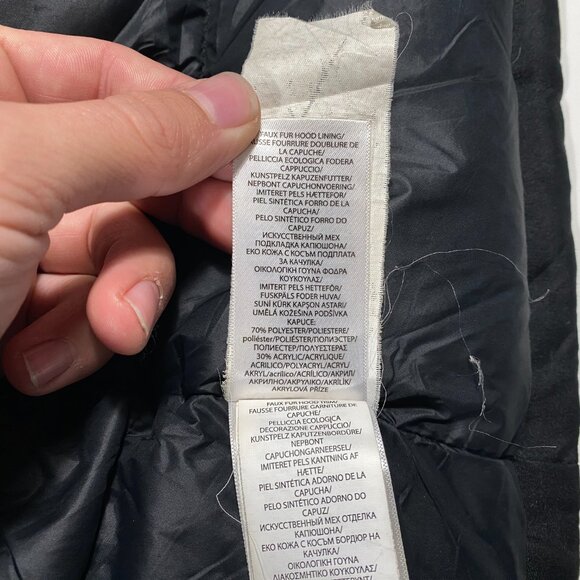 FAUX FUR HOOD LINING/
FAUSSE FOURRURE DOUBLURE DE
LA CAPUCHE/
PELLICCIA ECOLOGICA FODERA
CAPPUCCIO/
KUNSTPELZ KAPUZENFUTTER/
NEPBONT CAPUCHONVOERING/
IMITERET PELS HÆTTEFOR/
PIEL SINTÉTICA FORRO DE LA
CAPUCHA/
PELO SINTÉTICO FORRO DO
CAPUZ/
ИСКУССТВЕННЫЙ МЕХ
ПОДКЛАДКА КАПЮШОНА/
ЕКО КОЖА С КОСЪМ ПОДПЛАТА
ЗА КАЧУЛКА/
ΟΙΚΟΛΟΓΙΚΗ ΓΟΥΝΑ ΦΟΔΡΑ
ΚΟΥΚΟΥΛΑΣ/
IMITERT PELS HETTEFÔR/
FUSKPÄLS FODER HUVA/
SUNİ KÜRK KAPŞON ASTARI/
UMĚLÁ KOŽEŠINA PODŠÍVKA
KAPUCE:
70% POLYESTER/POLIESTERE/
poliéster/POLIÉSTER/ПОЛИЭСТЕР/
ПОЛИЕСТЕР/ΠΟΛΥΕΣΤΕΡΑΣ
30% ACRYLIC/ACRYLIQUE/
ACRILICO/POLYACRYL/ACRYL/
AKRYL/acrílico/ACRÍLICO/АКРИЛ/
АКРИЛНО/ΑΚΡΥΛΙΚΟ/AKRİLİK/
AKRYLOVÁ PŘÍZE
FAUX FUR HOOD TRIM/
FAUSSE FOURRURE GARNITURE DE
CAPUCHE/
PELLICCIA ECOLOGICA
DECORAZIONE CAPPUCCIO/
KUNSTPELZ KAPUTZENBORDÜRE/
NEPBONT
CAPUCHONGARNEERSEL/
IMITERET PELS KANTNING AF
HÆTTE/
PIEL SINTÉTICA ADORNO DE LA
CAPUCHA/
PELO SINTÉTICO ADORNO DO
CAPUZ/
ИСКУССТВЕННЫЙ МЕХ ОТДЕЛКА
КАПЮШОНА/
ЕКО КОЖА С КОСЪМ БОРДЮР НА
КАЧУЛКА/
ΟΙΚΟΛΟΓΙΚΗ ΓΟΥΝΑ
ΔΙΑΚΟΣΜΗΤΙΚΟ ΚΟΥΚΟΥΛΑΣ/